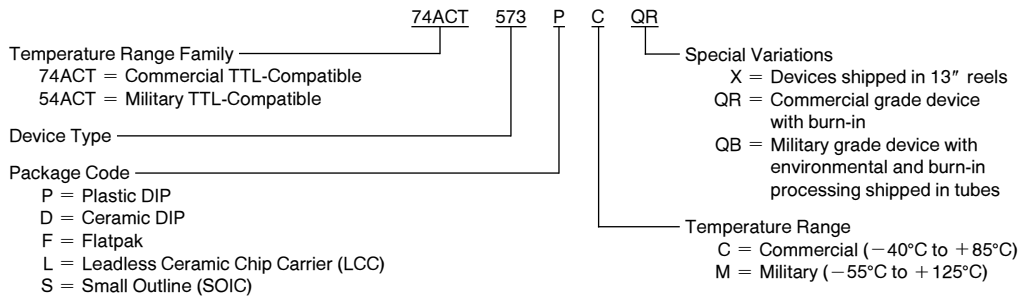 74ACT 573 P C QR
Temperature Range Family
74ACT = Commercial TTL-Compatible
54ACT = Military TTL-Compatible
Device Type
Package Code
P = Plastic DIP
D = Ceramic DIP
F = Flatpak
L = Leadless Ceramic Chip Carrier (LCC)
S = Small Outline (SOIC)
Special Variations
X = Devices shipped in 13″ reels
QR = Commercial grade device
with burn-in
QB = Military grade device with
environmental and burn-in
processing shipped in tubes
Temperature Range
C = Commercial (−40°C to +85°C)
M = Military (−55°C to +125°C)